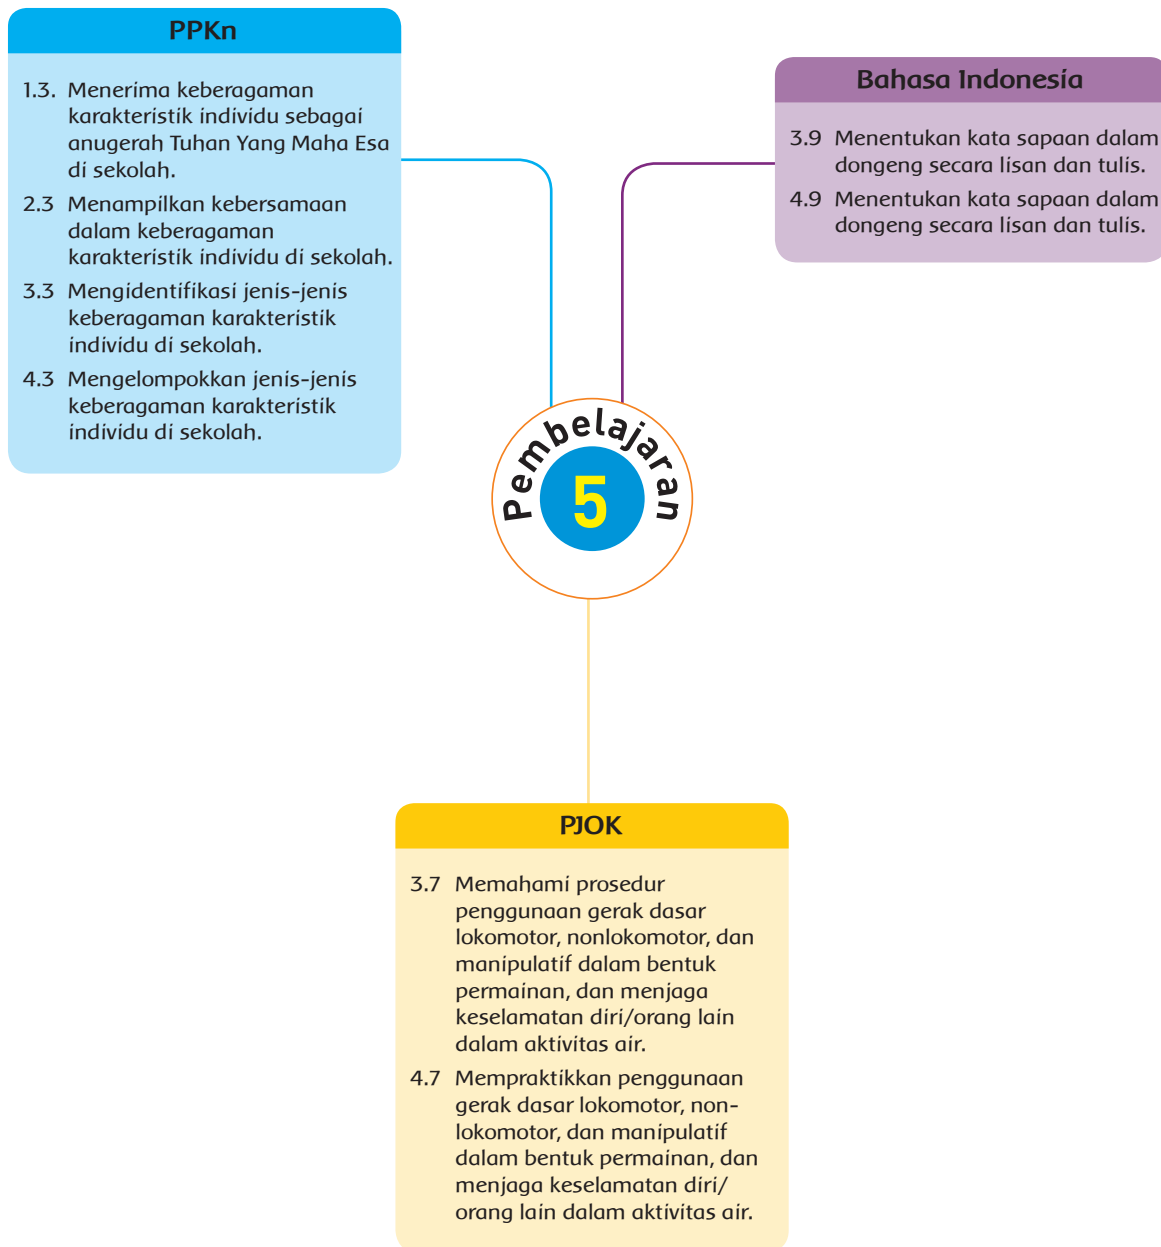 PPKn
1.3. Menerima keberagaman
karakteristik individu sebagai
anugerah Tuhan Yang Maha Esa
di sekolah.
2.3 Menampilkan kebersamaan
dalam keberagaman
karakteristik individu di sekolah.
3.3 Mengidentifikasi jenis-jenis
keberagaman karakteristik
individu di sekolah.
4.3 Mengelompokkan jenis-jenis
keberagaman karakteristik
individu di sekolah.
Bahasa Indonesia
3.9 Menentukan kata sapaan dalam
dongeng secara lisan dan tulis.
4.9 Menentukan kata sapaan dalam
dongeng secara lisan dan tulis.
Pembelajaran
5
PJOK
3.7 Memahami prosedur
penggunaan gerak dasar
lokomotor, nonlokomotor, dan
manipulatif dalam bentuk
permainan, dan menjaga
keselamatan diri/orang lain
dalam aktivitas air.
4.7 Mempraktikkan penggunaan
gerak dasar lokomotor, non-
lokomotor, dan manipulatif
dalam bentuk permainan, dan
menjaga keselamatan diri/
orang lain dalam aktivitas air.